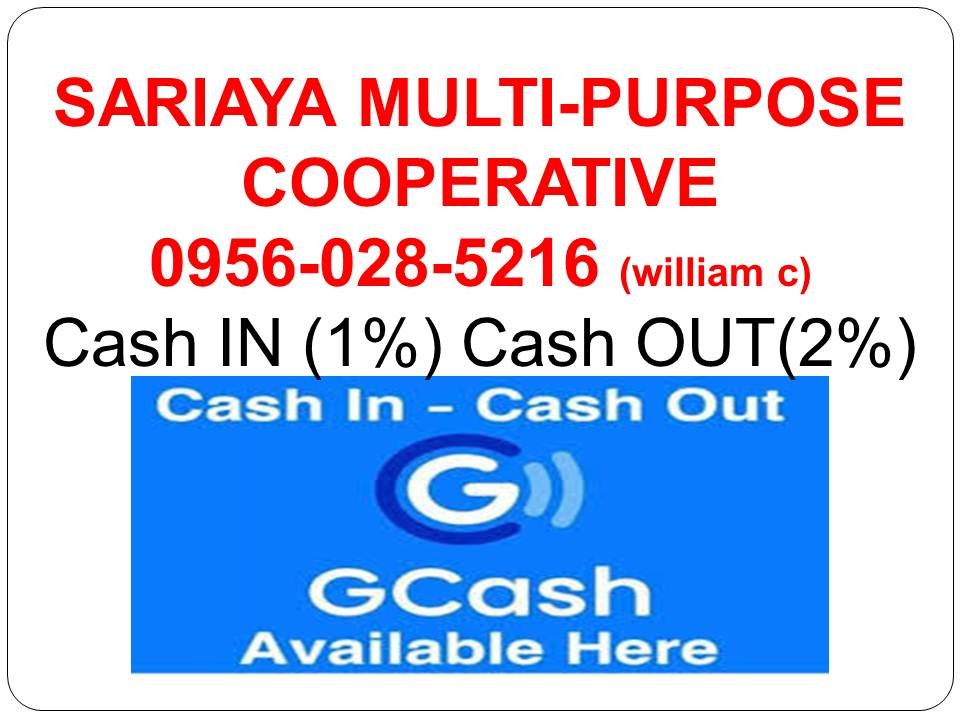 SARIAYA MULTI-PURPOSE
COOPERATIVE
0956-028-5216 (william c)
Cash IN (1%) Cash OUT(2%)
Cash In - Cash Out
G
GCash
Available Here